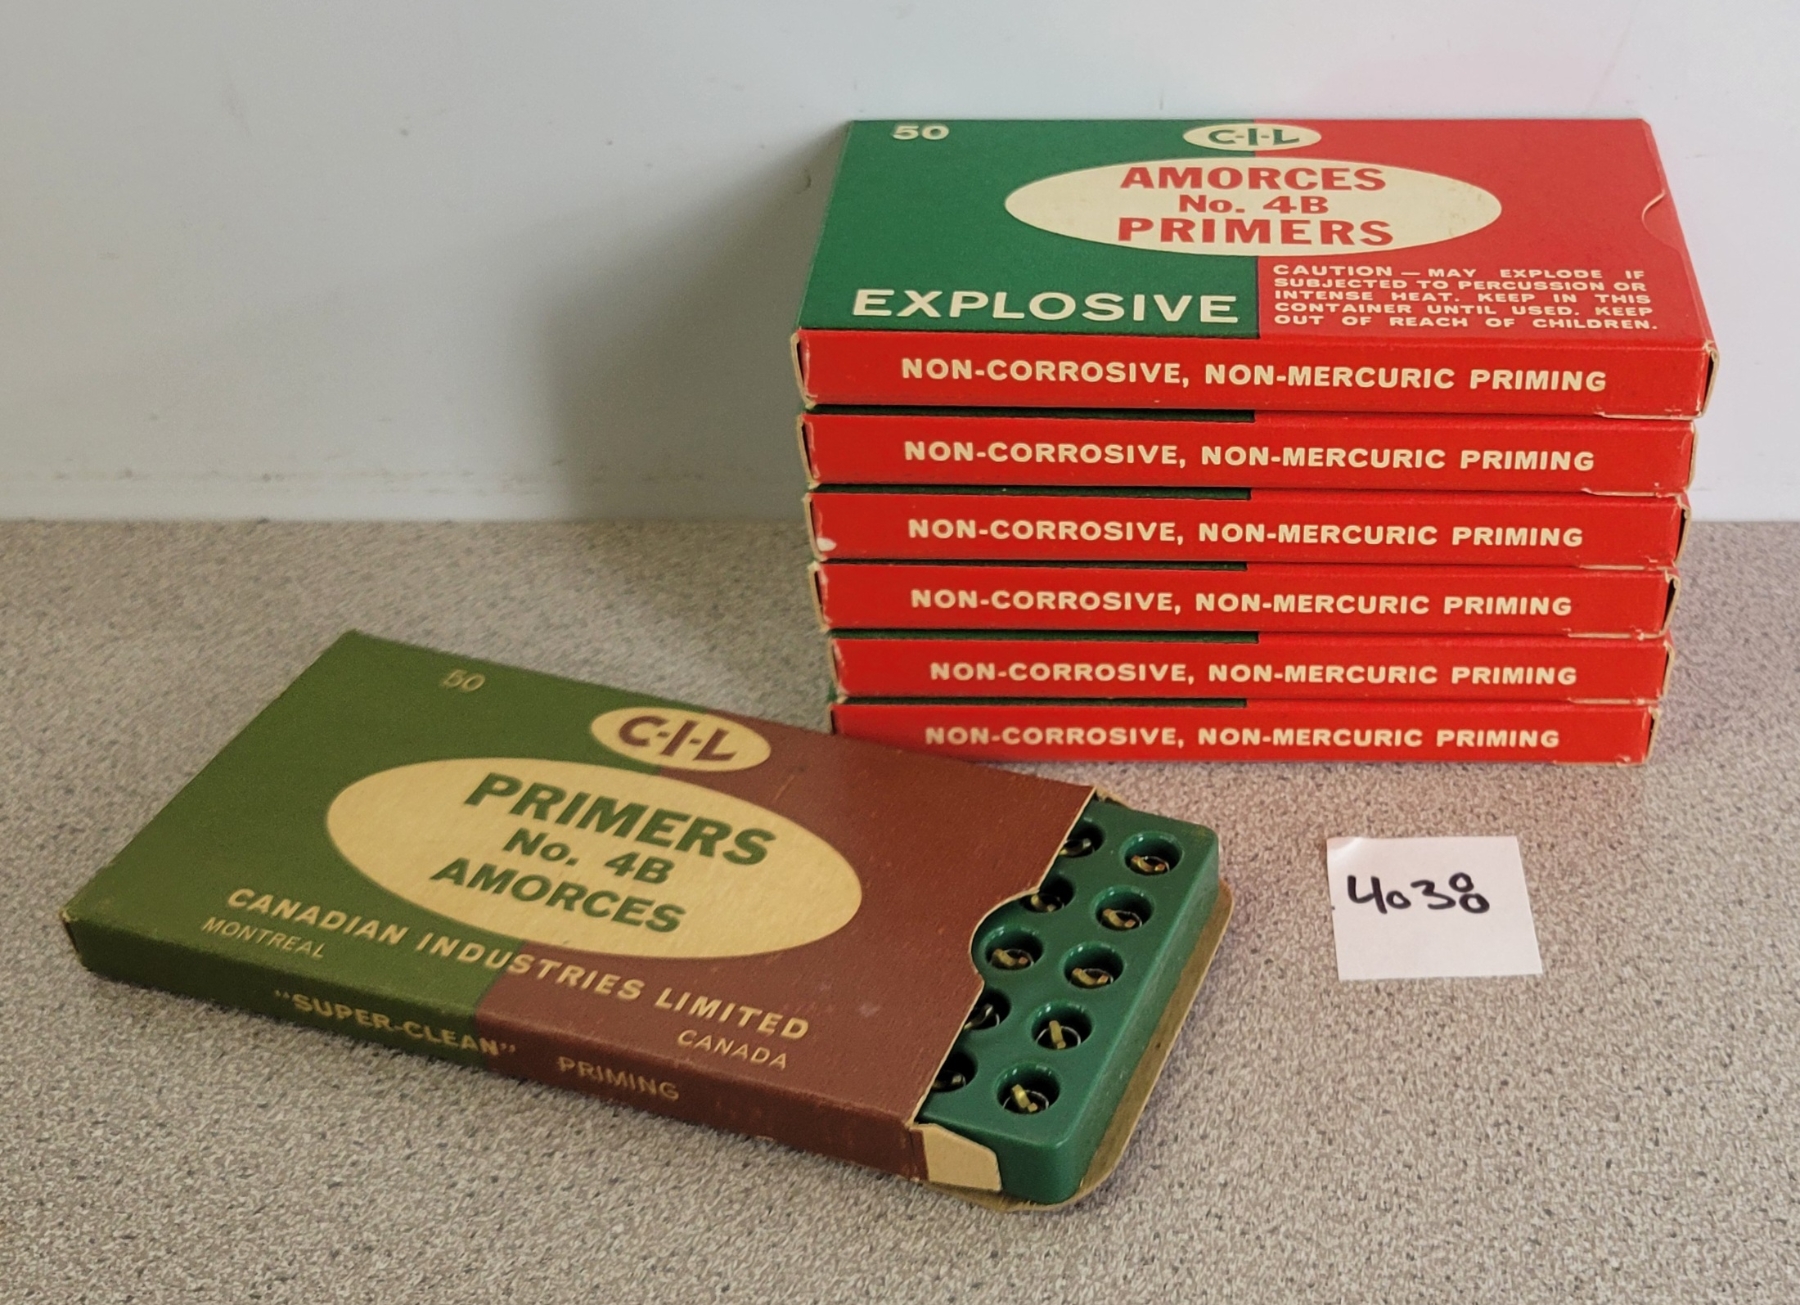 50
C-I-L
AMORCES
No. 4B
PRIMERS
EXPLOSIVE
CAUTION — MAY EXPLODE IF
SUBJECTED TO PERCUSSION OR
INTENSE HEAT. KEEP IN THIS
CONTAINER UNTIL USED. KEEP
OUT OF REACH OF CHILDREN.
NON-CORROSIVE, NON-MERCURIC PRIMING
NON-CORROSIVE, NON-MERCURIC PRIMING
NON-CORROSIVE, NON-MERCURIC PRIMING
NON-CORROSIVE, NON-MERCURIC PRIMING
NON-CORROSIVE, NON-MERCURIC PRIMING
NON-CORROSIVE, NON-MERCURIC PRIMING
50
C-I-L
PRIMERS
No. 4B
AMORCES
CANADIAN INDUSTRIES LIMITED
MONTREAL CANADA
"SUPER-CLEAN" PRIMING
4038